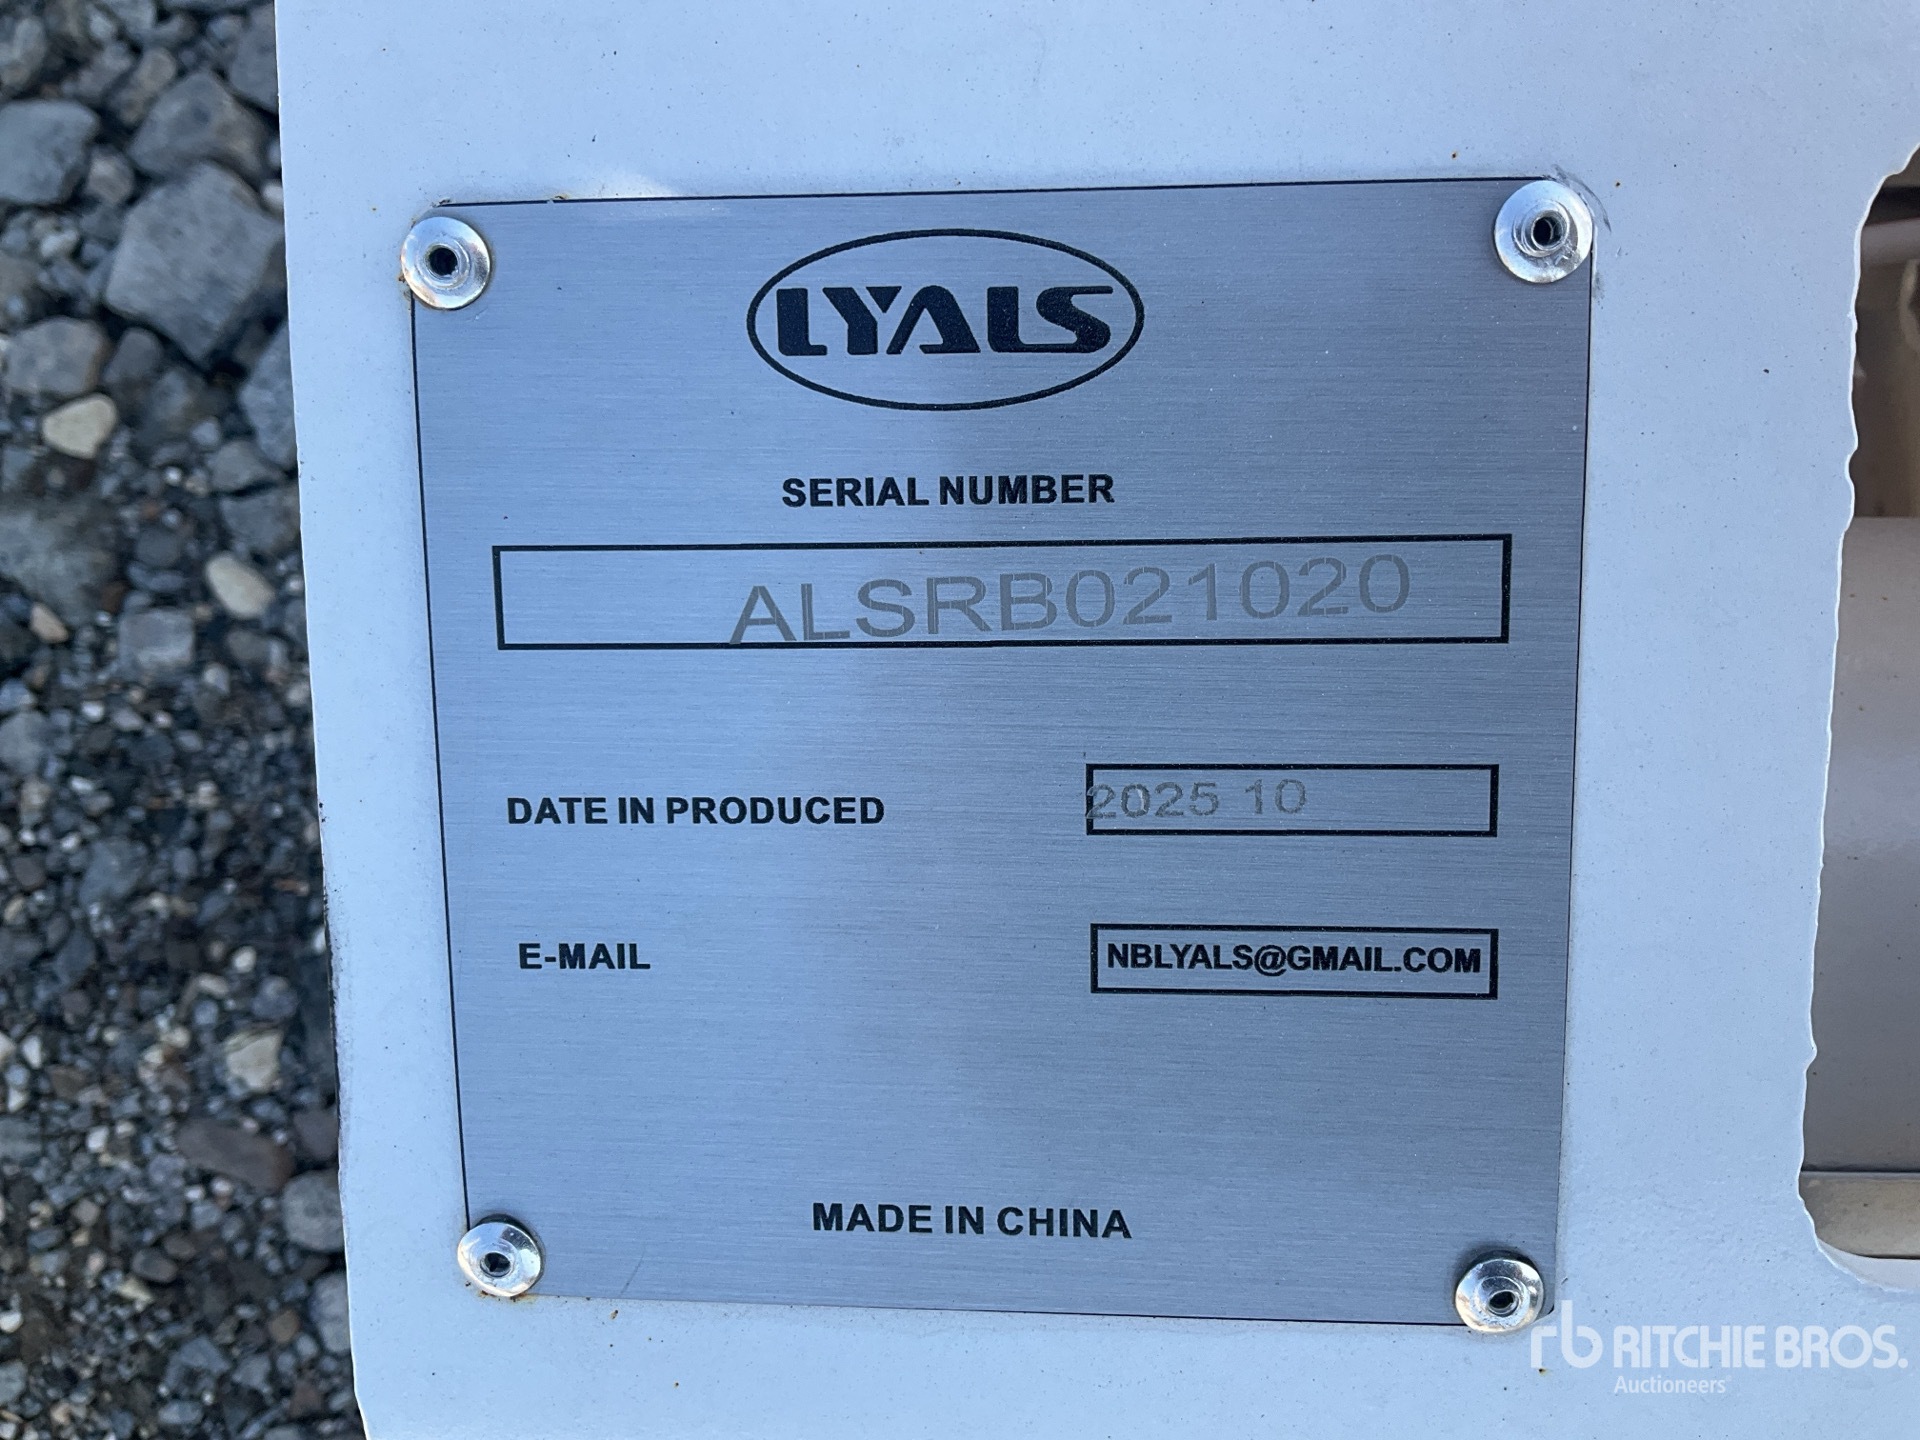 LYALS
SERIAL NUMBER
ALSRB021020
DATE IN PRODUCED
2025 10
E-MAIL
NBLYALS@GMAIL.COM
MADE IN CHINA
rb RITCHIE BROS.
Auctioneers